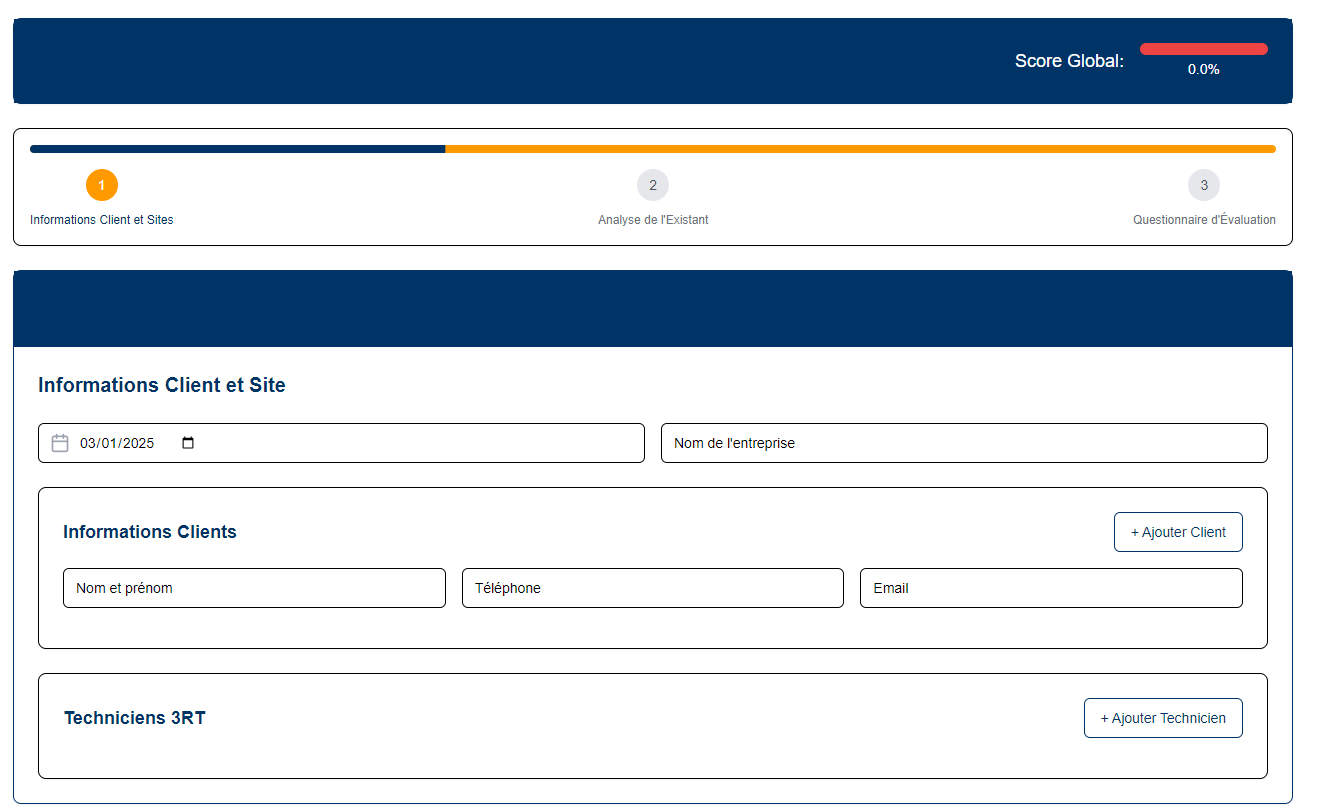 Score Global:
0.0%
1
2
3
Informations Client et Sites
Analyse de l'Existant
Questionnaire d'Évaluation
Informations Client et Site
03/01/2025
Nom de l'entreprise
Informations Clients
+ Ajouter Client
Nom et prénom
Téléphone
Email
Techniciens 3RT
+ Ajouter Technicien